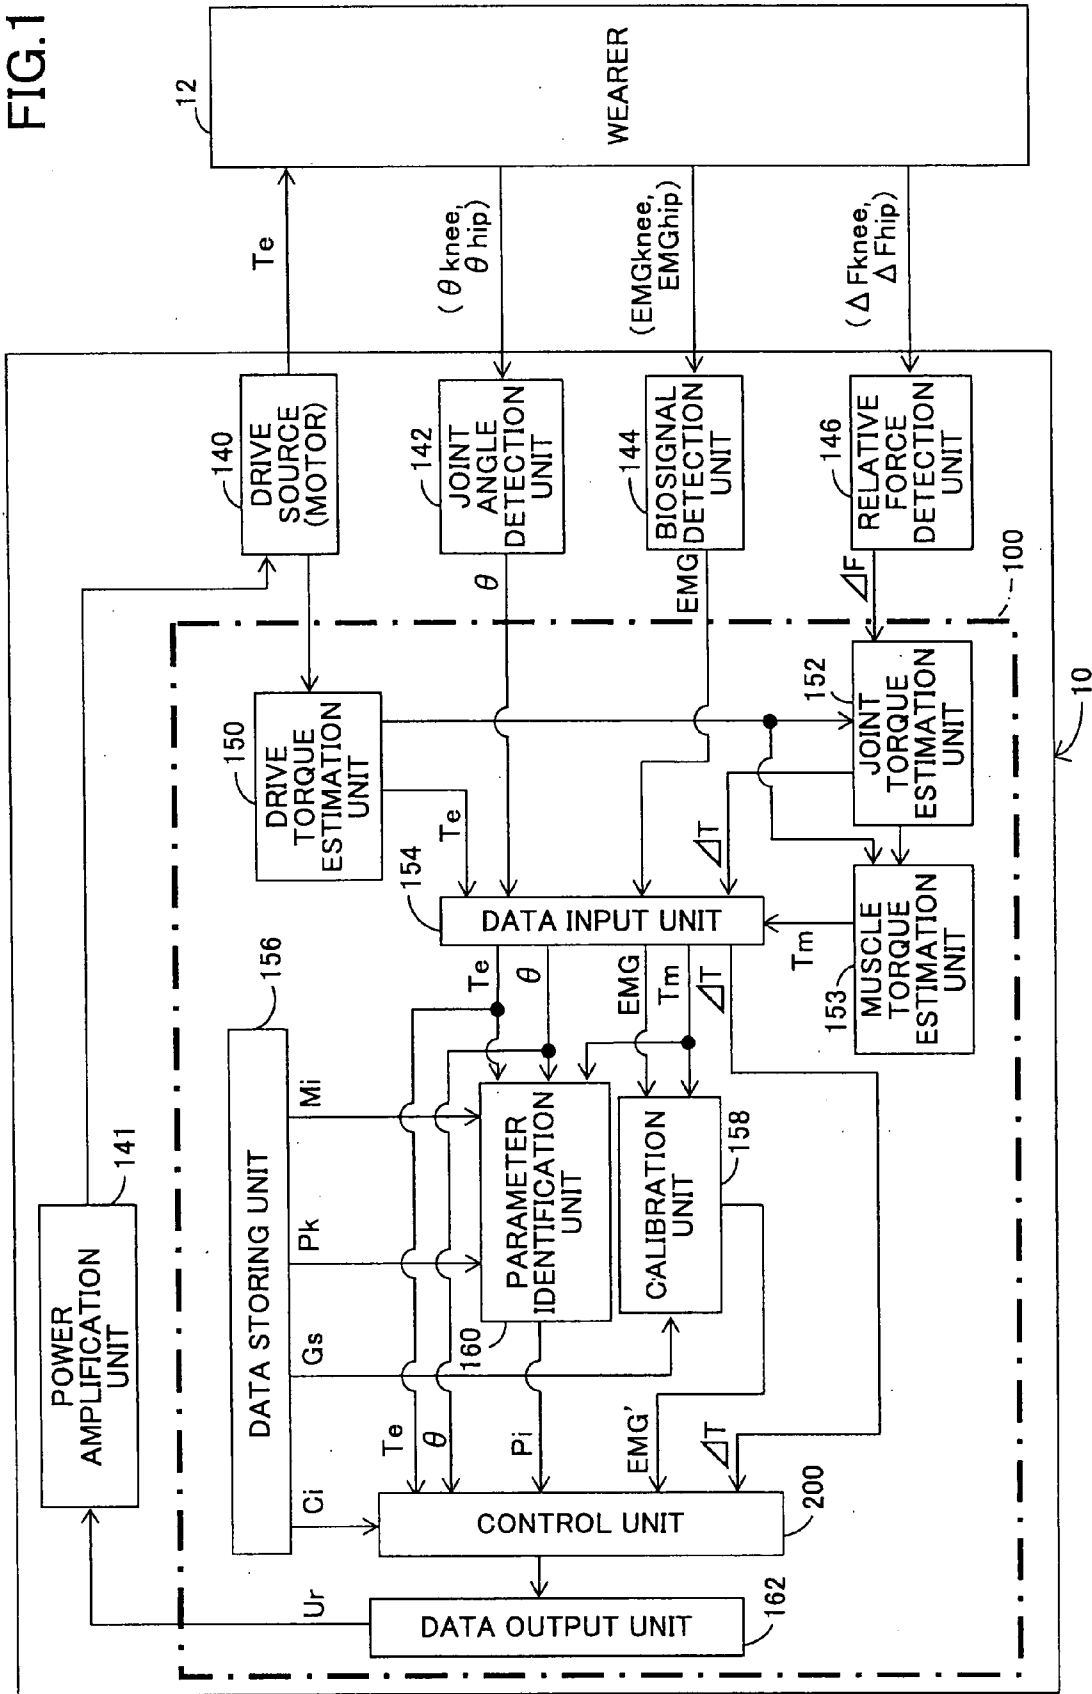 FIG.1
12
WEARER
Te
(θ knee,
θ hip)
(EMGknee,
EMGhip)
(Δ Fknee,
Δ Fhip)
140
DRIVE
SOURCE
(MOTOR)
142
JOINT
ANGLE
DETECTION
UNIT
144
BIOSIGNAL
DETECTION
UNIT
146
RELATIVE
FORCE
DETECTION
UNIT
θ
EMG
ΔF
100
10
150
DRIVE
TORQUE
ESTIMATION
UNIT
152
JOINT
TORQUE
ESTIMATION
UNIT
Te
ΔT
154
DATA INPUT UNIT
Tm
153
MUSCLE
TORQUE
ESTIMATION
UNIT
156
DATA STORING UNIT
Te
θ
EMG
Tm
ΔT
Mi
Pk
Gs
Ci
141
POWER
AMPLIFICATION
UNIT
PARAMETER
IDENTIFICATION
UNIT
160
CALIBRATION
UNIT
158
Te
θ
Pi
EMG'
ΔT
CONTROL UNIT
200
Ur
DATA OUTPUT UNIT
162